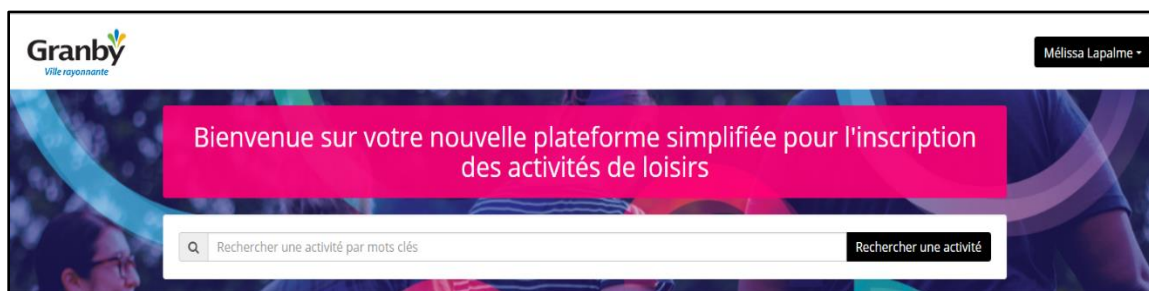 Granby
Ville rayonnante
Mélissa Lapalme
Bienvenue sur votre nouvelle plateforme simplifiée pour l'inscription
des activités de loisirs
Rechercher une activité par mots clés
Rechercher une activité